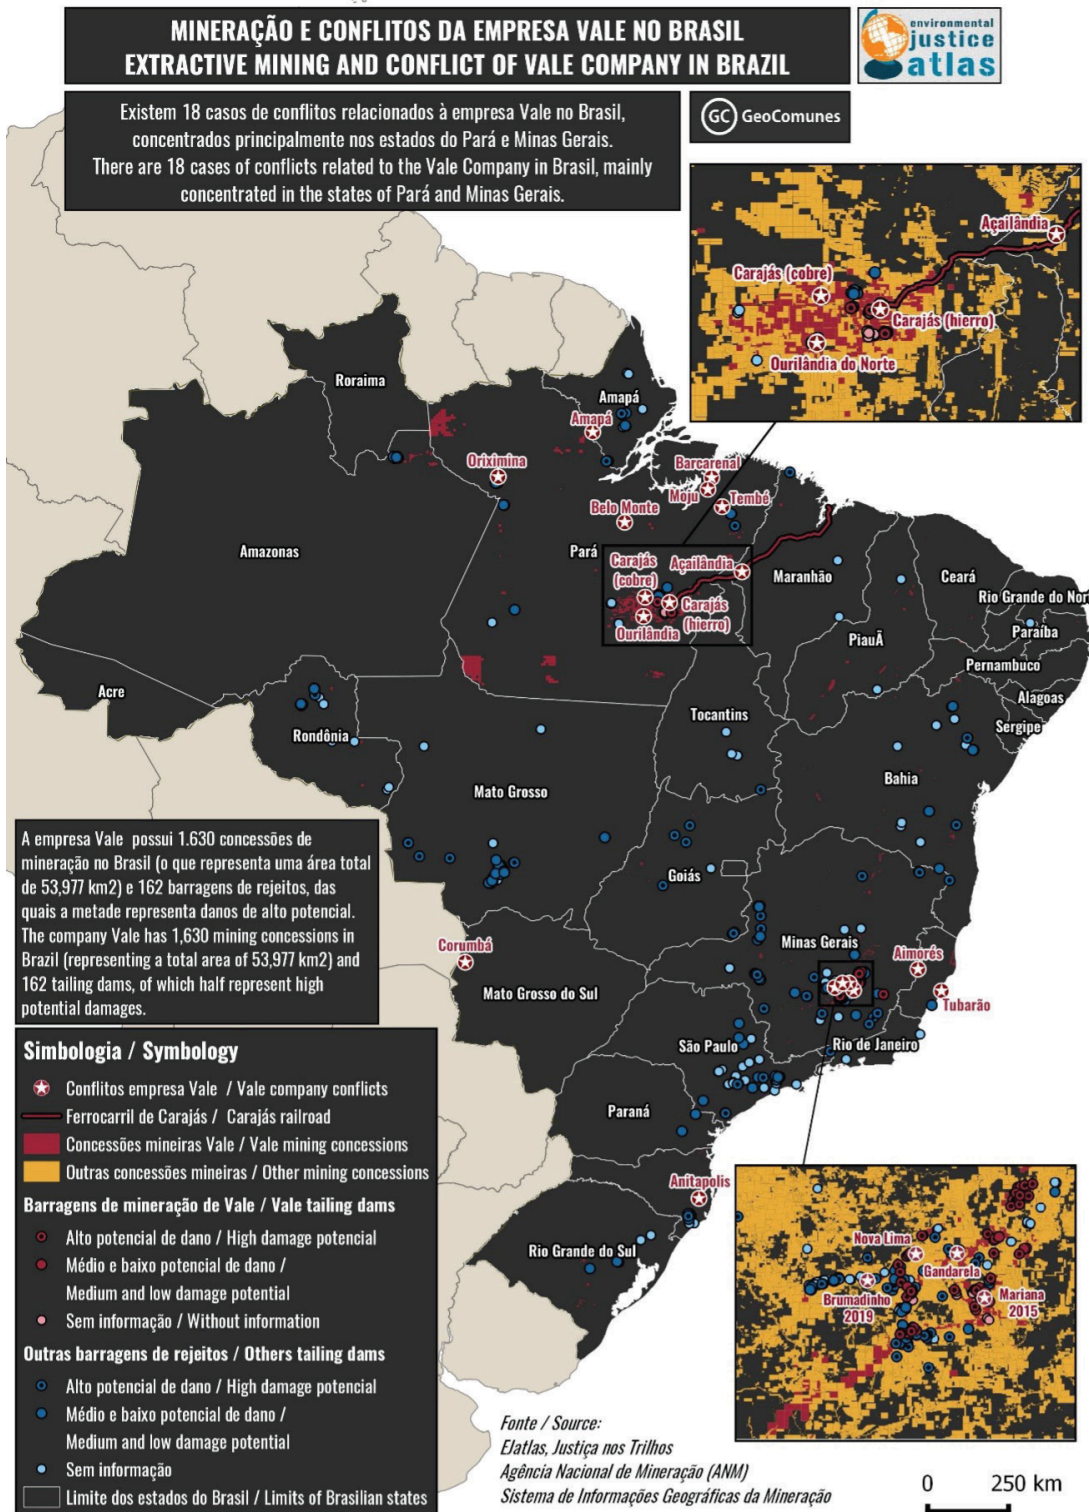 MINERAÇÃO E CONFLITOS DA EMPRESA VALE NO BRASIL
EXTRACTIVE MINING AND CONFLICT OF VALE COMPANY IN BRAZIL
environmental
justice
atlas
Existem 18 casos de conflitos relacionados à empresa Vale no Brasil,
concentrados principalmente nos estados do Pará e Minas Gerais.
There are 18 cases of conflicts related to the Vale Company in Brasil, mainly
concentrated in the states of Pará and Minas Gerais.
GC GeoComunes
Açailândia
Carajás (cobre)
Carajás (hierro)
Ourilândia do Norte
Roraima
Amapá
Amapá
Oriximina
Barcarenal
Moju
Tembé
Belo Monte
Amazonas
Pará
Carajás
(cobre)
Açailândia
Maranhão
Ceará
Carajás
(hierro)
Ourilândia
Rio Grande do Nort
Paraíba
PiauÃ
Pernambuco
Alagoas
Sergipe
Acre
Rondônia
Tocantins
Mato Grosso
Bahia
Goiás
A empresa Vale possui 1.630 concessões de
mineração no Brasil (o que representa uma área total
de 53,977 km2) e 162 barragens de rejeitos, das
quais a metade representa danos de alto potencial.
The company Vale has 1,630 mining concessions in
Brazil (representing a total area of 53,977 km2) and
162 tailing dams, of which half represent high
potential damages.
Corumbá
Mato Grosso do Sul
Minas Gerais
Aimorés
Tubarão
São Paulo
Rio de Janeiro
Paraná
Anitapolis
Rio Grande do Sul
Simbologia / Symbology
Conflitos empresa Vale / Vale company conflicts
Ferrocarril de Carajás / Carajás railroad
Concessões mineiras Vale / Vale mining concessions
Outras concessões mineiras / Other mining concessions
Barragens de mineração de Vale / Vale tailing dams
Alto potencial de dano / High damage potencial
Médio e baixo potencial de dano /
Medium and low damage potential
Sem informação / Without information
Outras barragens de rejeitos / Others tailing dams
Alto potencial de dano / High damage potencial
Médio e baixo potencial de dano /
Medium and low damage potential
Sem informação
Limite dos estados do Brasil / Limits of Brasilian states
Nova Lima
Gandarela
Brumadinho
2019
Mariana
2015
Fonte / Source:
EJatlas, Justiça nos Trilhos
Agência Nacional de Mineração (ANM)
Sistema de Informações Geográficas da Mineração
0 250 km